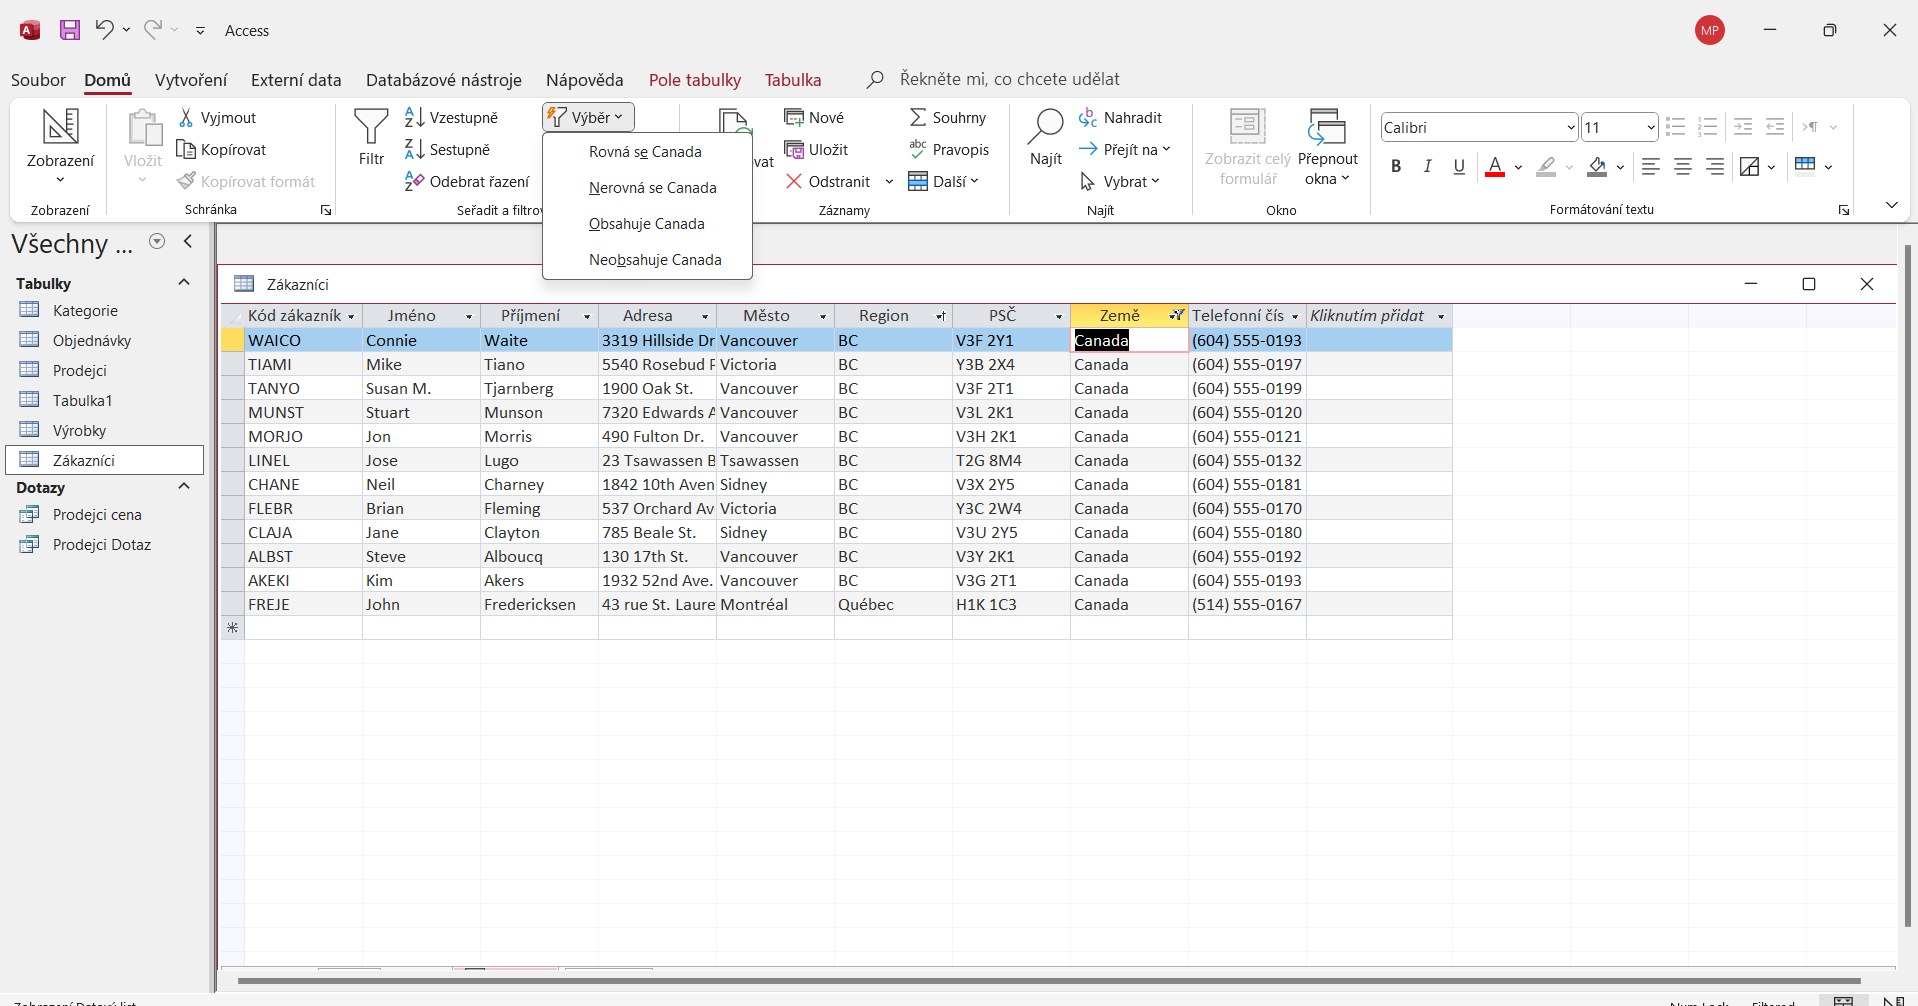 Access
MP
Soubor Domů Vytvoření Externí data Databázové nástroje Nápověda Pole tabulky Tabulka Řekněte mi, co chcete udělat
Zobrazení
Zobrazení
Vložit
Vyjmout
Kopírovat
Kopírovat formát
Schránka
Filtr
Vzestupně
Sestupně
Odebrat řazení
Výběr
Rovná se Canada
Nerovná se Canada
Obsahuje Canada
Neobsahuje Canada
Nové
Uložit
Odstranit
Souhrny
Pravopis
Další
Záznamy
Najít
Nahradit
Přejít na
Vybrat
Najít
Zobrazit celý
formulář
Přepnout
okna
Okno
Calibri 11
B I U A
Formátování textu
Všechny ...
Tabulky
Kategorie
Objednávky
Prodejci
Tabulka1
Výrobky
Zákazníci
Dotazy
Prodejci cena
Prodejci Dotaz
Zákazníci
Kód zákazník Jméno Příjmení Adresa Město Region PSČ Země Telefonní čís Kliknutím přidat
WAICO Connie Waite 3319 Hillside Dr Vancouver BC V3F 2Y1 Canada (604) 555-0193
TIAMI Mike Tiano 5540 Rosebud Victoria BC Y3B 2X4 Canada (604) 555-0197
TANYO Susan M. Tjarnberg 1900 Oak St. Vancouver BC V3F 2T1 Canada (604) 555-0199
MUNST Stuart Munson 7320 Edwards A Vancouver BC V3L 2K1 Canada (604) 555-0120
MORJO Jon Morris 490 Fulton Dr. Vancouver BC V3H 2K1 Canada (604) 555-0121
LINEL Jose Lugo 23 Tsawassen B Tsawassen BC T2G 8M4 Canada (604) 555-0132
CHANE Neil Charney 1842 10th Aven Sidney BC V3X 2Y5 Canada (604) 555-0181
FLEBR Brian Fleming 537 Orchard Av Victoria BC Y3C 2W4 Canada (604) 555-0170
CLAJA Jane Clayton 785 Beale St. Sidney BC V3U 2Y5 Canada (604) 555-0180
ALBST Steve Alboucq 130 17th St. Vancouver BC V3Y 2K1 Canada (604) 555-0192
AKEKI Kim Akers 1932 52nd Ave. Vancouver BC V3G 2T1 Canada (604) 555-0193
FREJE John Fredericksen 43 rue St. Laure Montréal Québec H1K 1C3 Canada (514) 555-0167